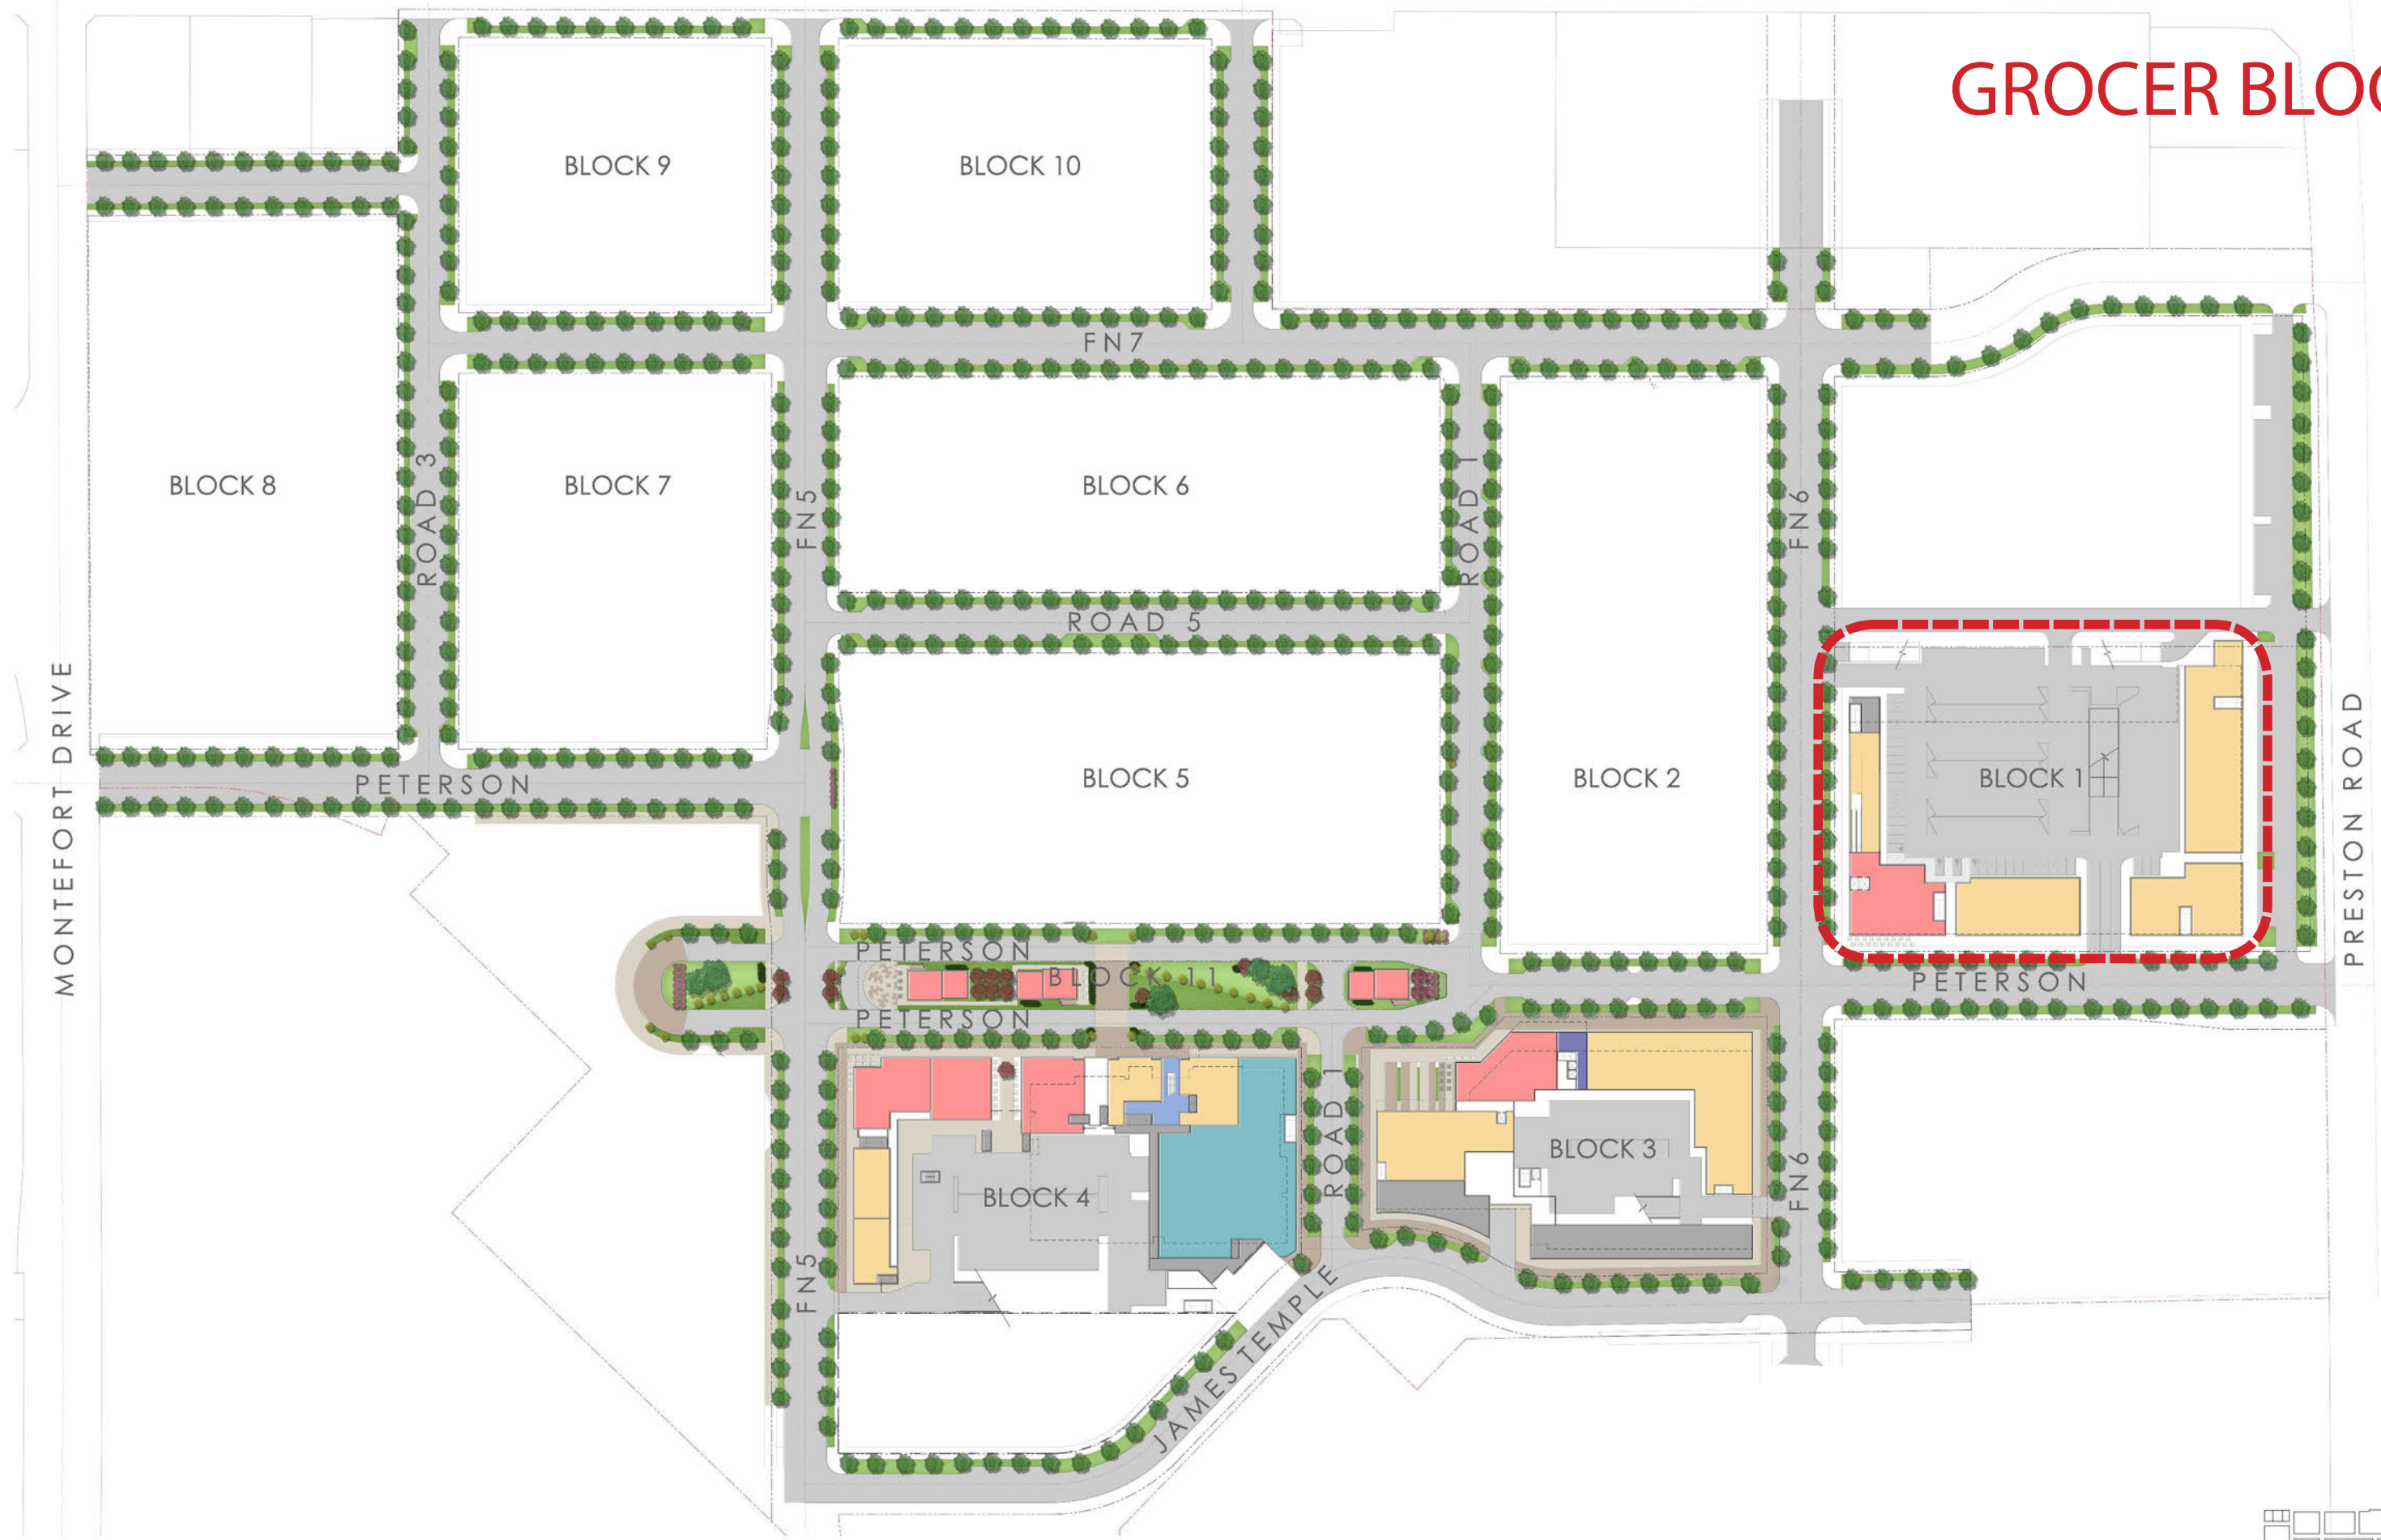 GROCER BLOC
BLOCK 9
BLOCK 10
FN7
BLOCK 8
ROAD 3
BLOCK 7
FN5
BLOCK 6
ROAD 1
FN6
ROAD 5
MONTEFORT DRIVE
PETERSON
BLOCK 5
BLOCK 2
BLOCK 1
PRESTON ROAD
PETERSON
BLOCK 11
PETERSON
PETERSON
BLOCK 4
ROAD 1
BLOCK 3
FN6
FN5
JAMES TEMPLE